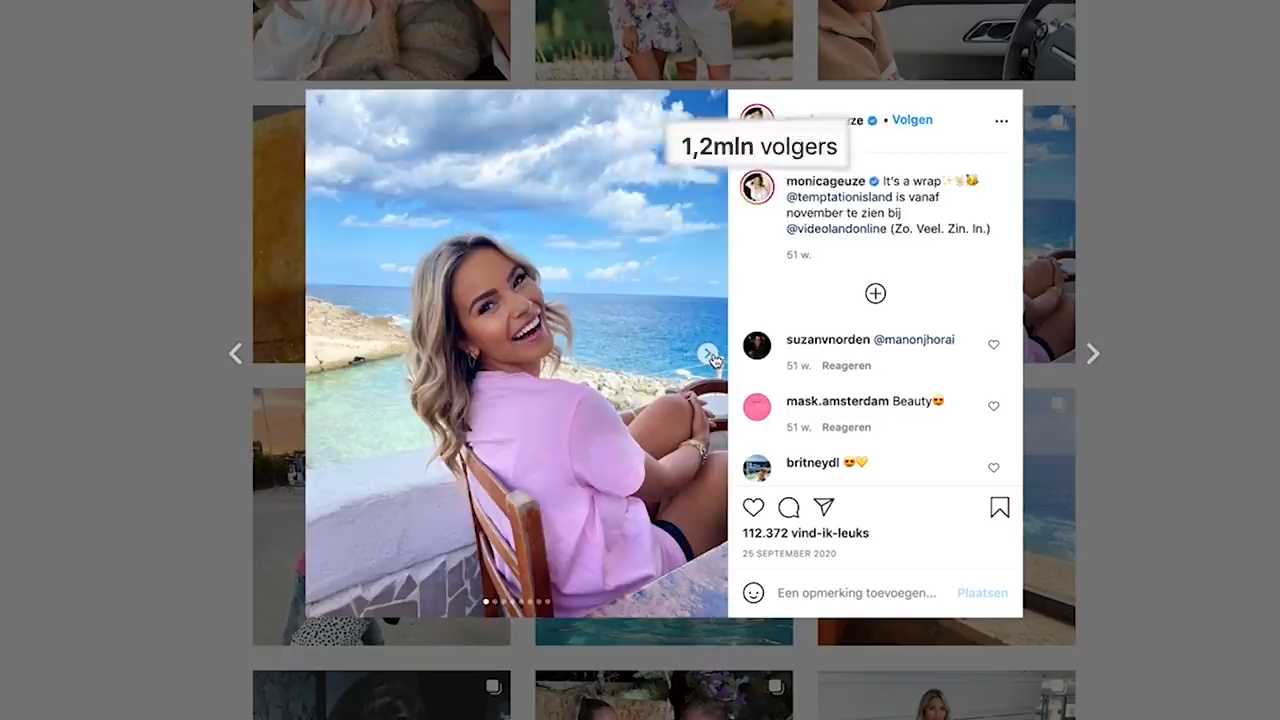 ze • Volgen
1,2mln volgers
monicageuze It's a wrap✨🤘🏼🥳
@temptationisland is vanaf
november te zien bij
@videolandonline (Zo. Veel. Zin. In.)
51 w.
suzanvnorden @manonjhorai
51 w. Reageren
mask.amsterdam Beauty😍
51 w. Reageren
britneydl 😍💛
112.372 vind-ik-leuks
25 SEPTEMBER 2020
Een opmerking toevoegen... Plaatsen